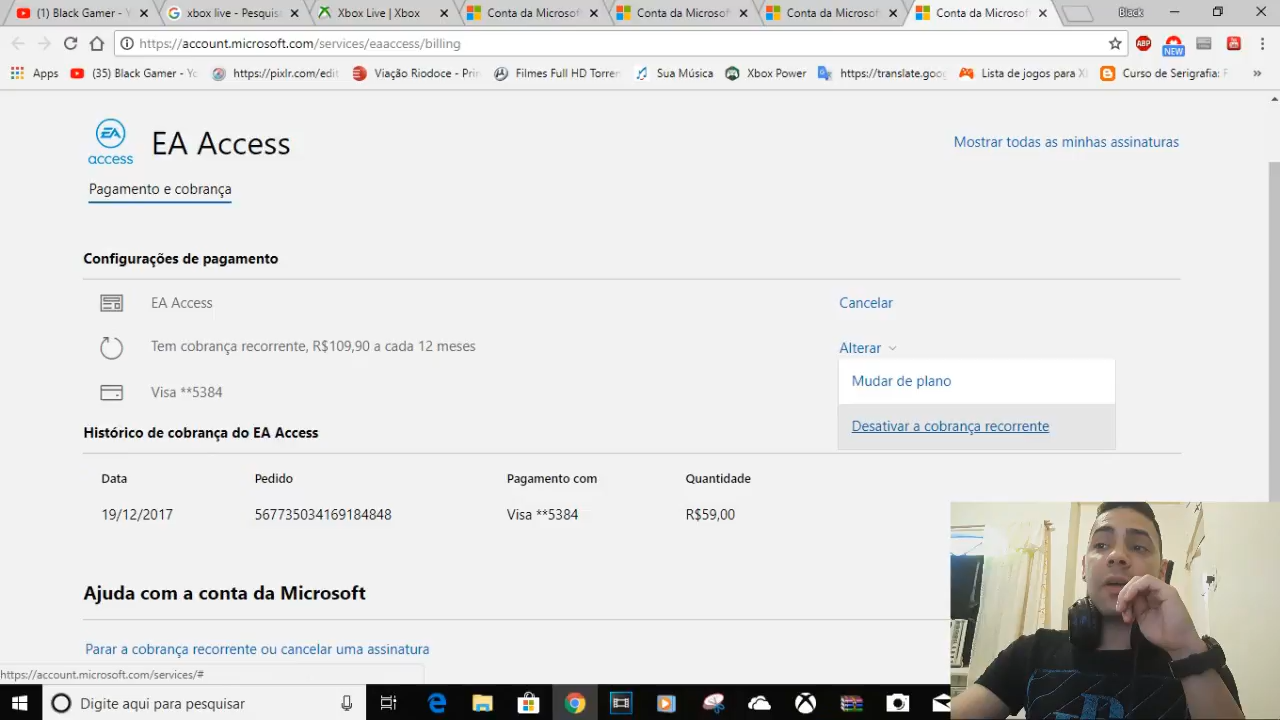 (1) Black Gamer - Yo
xbox live - Pesquis
Xbox Live | Xbox
Conta da Microsof
Conta da Microsof
Conta da Microsof
Conta da Microsof
Black
https://account.microsoft.com/services/eaaccess/billing
ABP
NEW
Apps
(35) Black Gamer - Yo
https://pixlr.com/edit
Viação Riodoce - Prin
Filmes Full HD Torren
Sua Música
Xbox Power
https://translate.goog
Lista de jogos para Xl
Curso de Serigrafia: F
»
EA
access
EA Access
Mostrar todas as minhas assinaturas
Pagamento e cobrança
Configurações de pagamento
EA Access
Cancelar
Tem cobrança recorrente, R$109,90 a cada 12 meses
Alterar
Mudar de plano
Visa **5384
Desativar a cobrança recorrente
Histórico de cobrança do EA Access
Data Pedido Pagamento com Quantidade
19/12/2017 567735034169184848 Visa **5384 R$59,00
Ajuda com a conta da Microsoft
Parar a cobrança recorrente ou cancelar uma assinatura
https://account.microsoft.com/services/#
Digite aqui para pesquisar